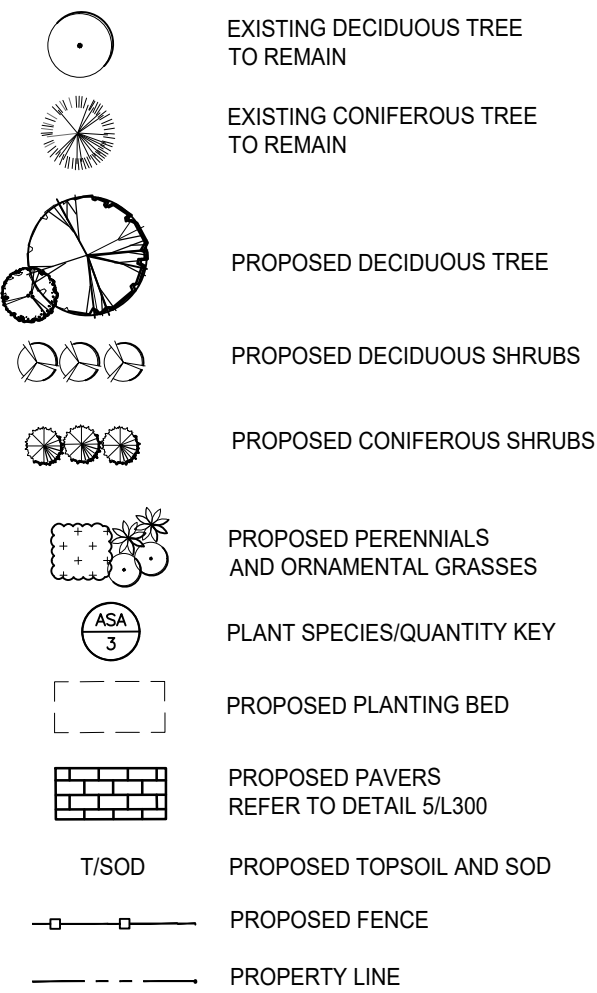 EXISTING DECIDUOUS TREE
TO REMAIN
EXISTING CONIFEROUS TREE
TO REMAIN
PROPOSED DECIDUOUS TREE
PROPOSED DECIDUOUS SHRUBS
PROPOSED CONIFEROUS SHRUBS
PROPOSED PERENNIALS
AND ORNAMENTAL GRASSES
ASA
3
PLANT SPECIES/QUANTITY KEY
PROPOSED PLANTING BED
PROPOSED PAVERS
REFER TO DETAIL 5/L300
T/SOD PROPOSED TOPSOIL AND SOD
PROPOSED FENCE
PROPERTY LINE